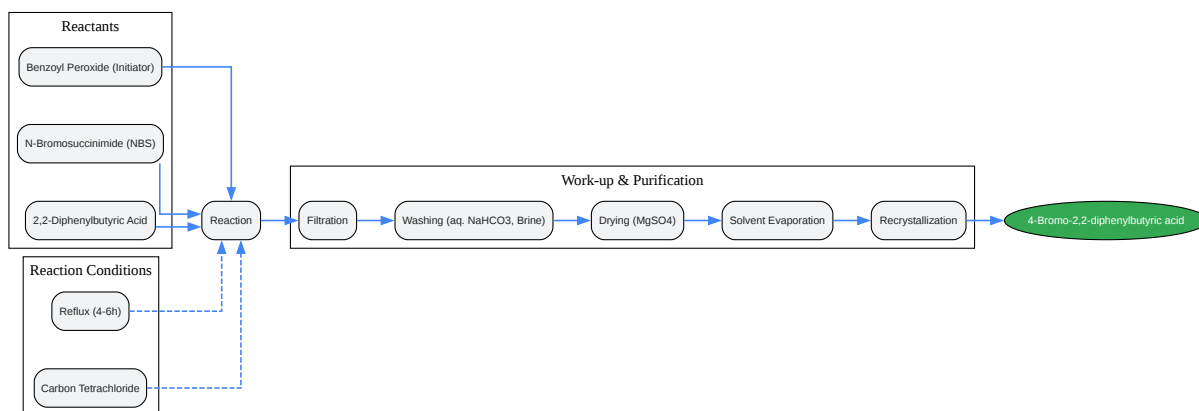 Reactants
Benzoyl Peroxide (Initiator)
N-Bromosuccinimide (NBS)
2,2-Diphenylbutyric Acid
Reaction Conditions
Reflux (4-6h)
Carbon Tetrachloride
Reaction
Work-up & Purification
Filtration
Washing (aq. NaHCO3, Brine)
Drying (MgSO4)
Solvent Evaporation
Recrystallization
4-Bromo-2,2-diphenylbutyric acid